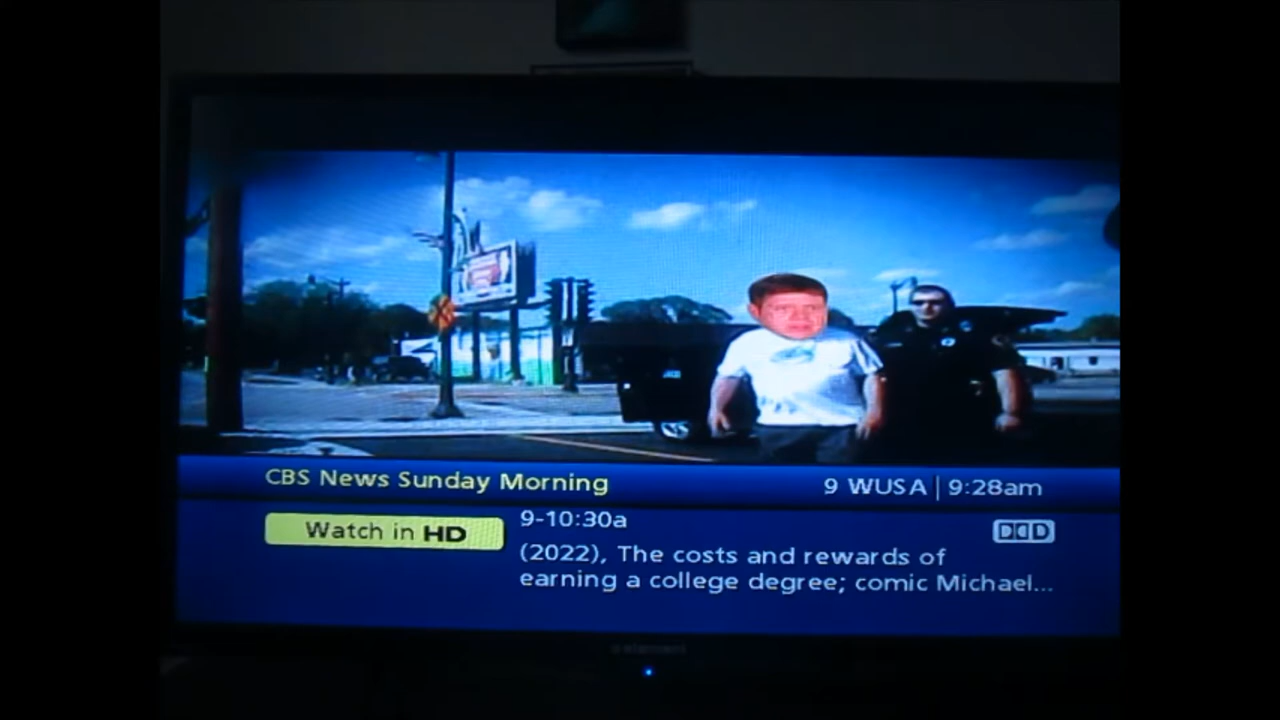 CBS News Sunday Morning
9 WUSA | 9:28am
Watch in HD
9-10:30a
(2022), The costs and rewards of
earning a college degree; comic Michael...
element